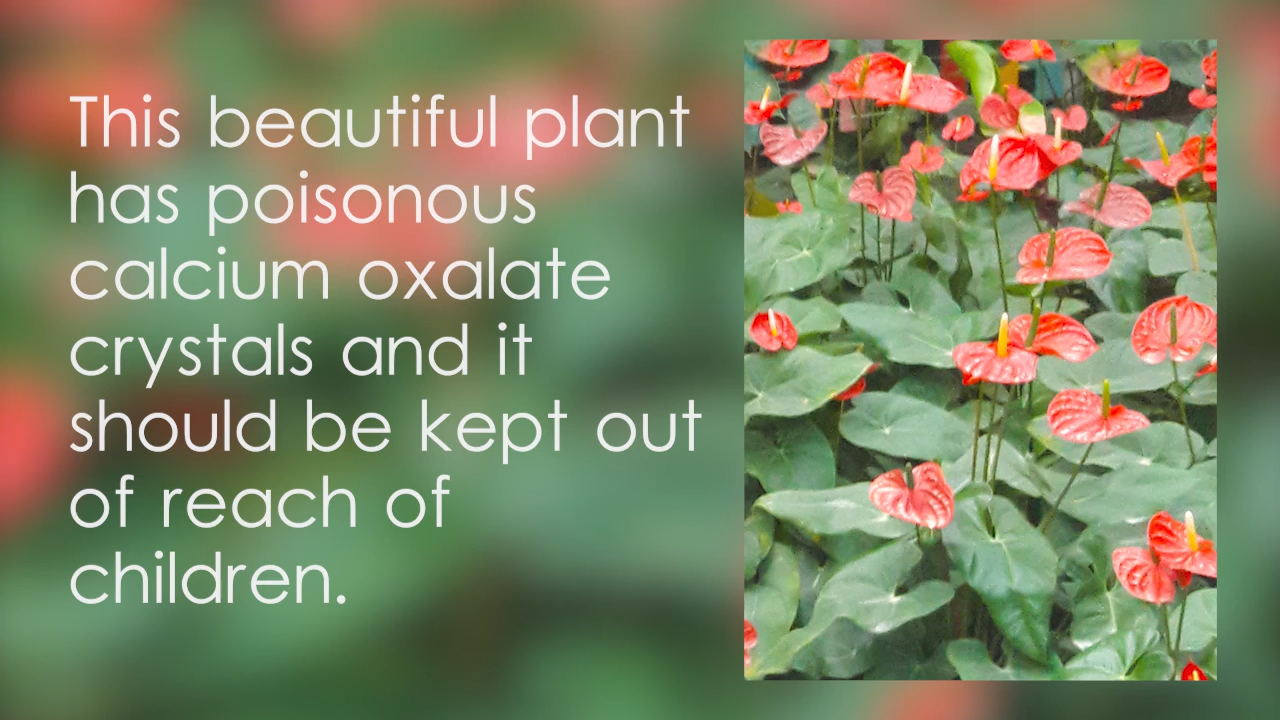 This beautiful plant
has poisonous
calcium oxalate
crystals and it
should be kept out
of reach of
children.